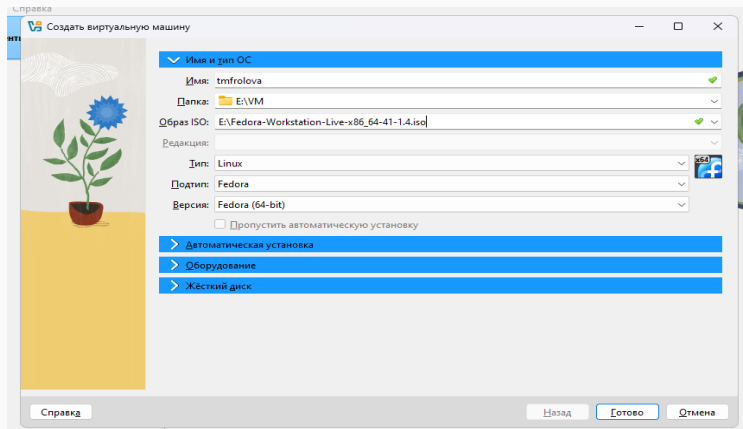 Справка
Создать виртуальную машину
Имя и тип ОС
Имя: tmfrolova
Папка: E:\VM
Образ ISO: E:\Fedora-Workstation-Live-x86_64-41-1.4.iso
Редакция:
Тип: Linux
x64
Подтип: Fedora
Версия: Fedora (64-bit)
Пропустить автоматическую установку
Автоматическая установка
Оборудование
Жёсткий диск
Справка
Назад
Готово
Отмена